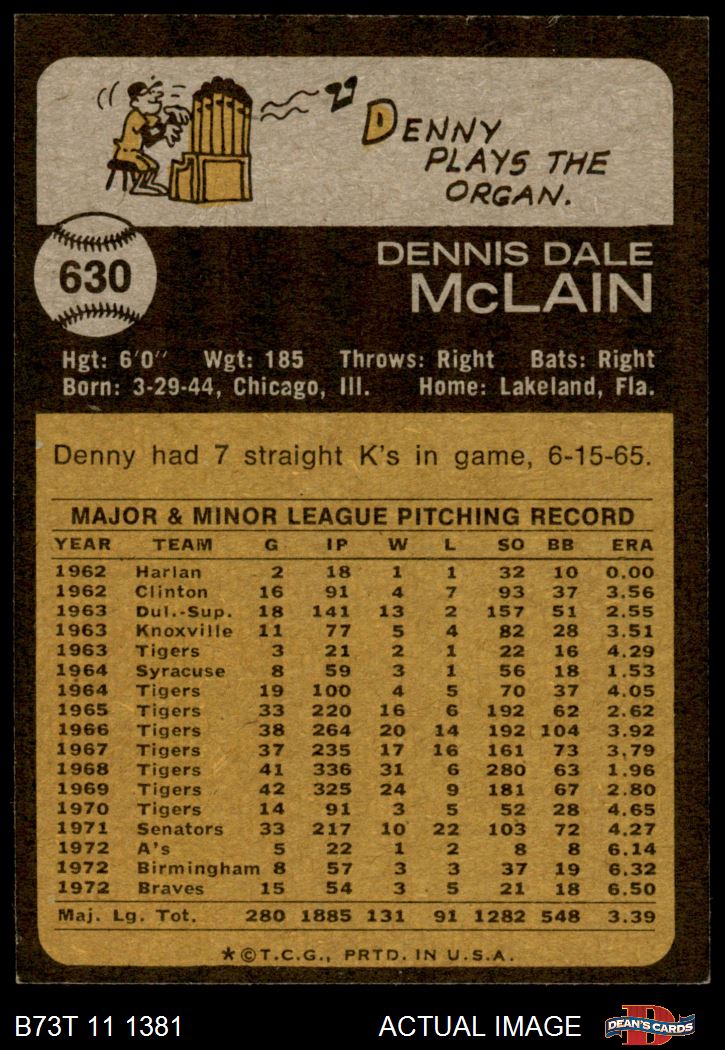 DENNY
PLAYS THE
ORGAN.
630
DENNIS DALE
McLAIN
Hgt: 6'0" Wgt: 185 Throws: Right Bats: Right
Born: 3-29-44, Chicago, Ill. Home: Lakeland, Fla.
Denny had 7 straight K's in game, 6-15-65.
MAJOR & MINOR LEAGUE PITCHING RECORD
YEAR TEAM G IP W L SO BB ERA
1962 Harlan 2 18 1 1 32 10 0.00
1962 Clinton 16 91 4 7 93 37 3.56
1963 Dul.-Sup. 18 141 13 2 157 51 2.55
1963 Knoxville 11 77 5 4 82 28 3.51
1963 Tigers 3 21 2 1 22 16 4.29
1964 Syracuse 8 59 3 1 56 18 1.53
1964 Tigers 19 100 4 5 70 37 4.05
1965 Tigers 33 220 16 6 192 62 2.62
1966 Tigers 38 264 20 14 192 104 3.92
1967 Tigers 37 235 17 16 161 73 3.79
1968 Tigers 41 336 31 6 280 63 1.96
1969 Tigers 42 325 24 9 181 67 2.80
1970 Tigers 14 91 3 5 52 28 4.65
1971 Senators 33 217 10 22 103 72 4.27
1972 A's 5 22 1 2 8 8 6.14
1972 Birmingham 8 57 3 3 37 19 6.32
1972 Braves 15 54 3 5 21 18 6.50
Maj. Lg. Tot. 280 1885 131 91 1282 548 3.39
★©T.C.G., PRTD. IN U.S.A.
B73T 11 1381 ACTUAL IMAGE
D
DEAN'S CARDS